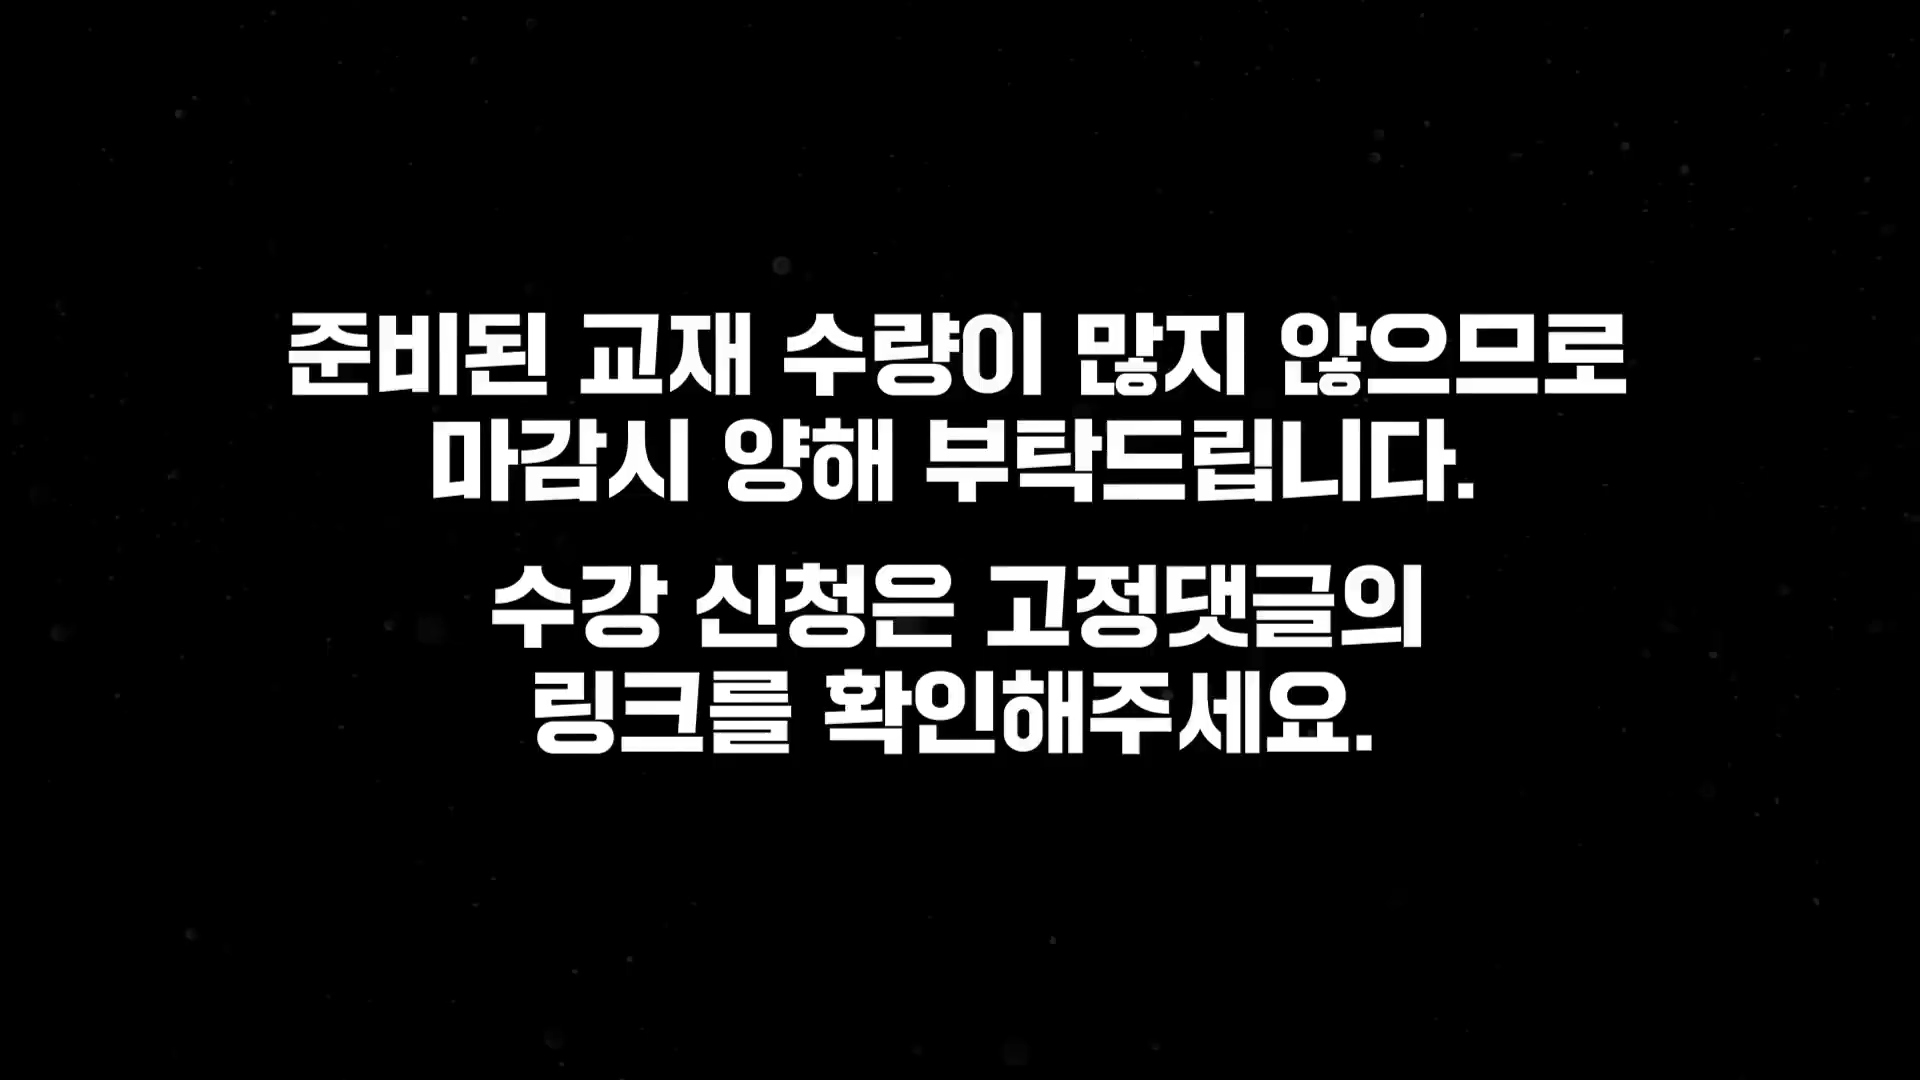 준비된 교재 수량이 많지 않으므로
마감시 양해 부탁드립니다.
수강 신청은 고정댓글의
링크를 확인해주세요.